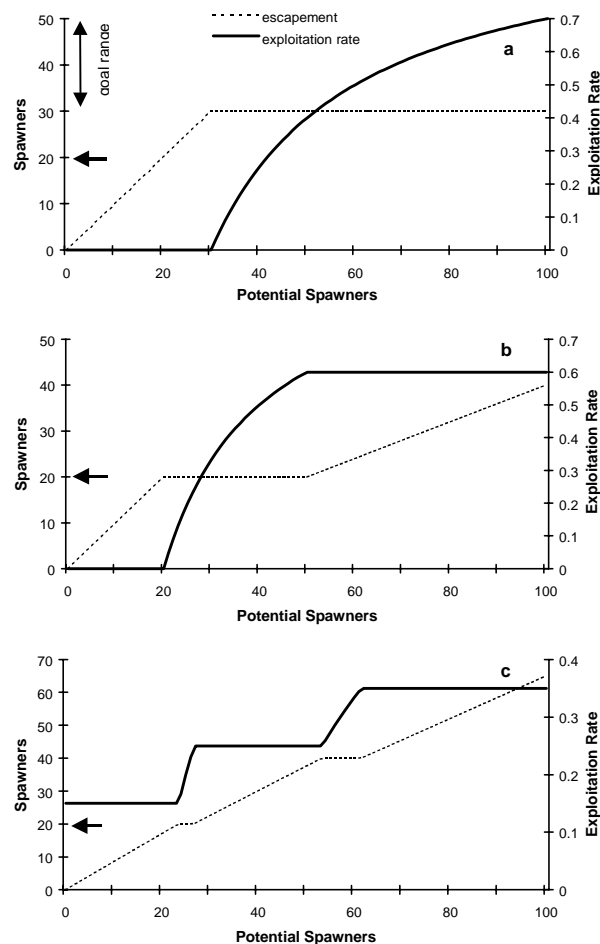 escapement
exploitation rate
goal range
a
50
40
30
20
10
0
Spawners
0.7
0.6
0.5
0.4
0.3
0.2
0.1
0
Exploitation Rate
0 20 40 60 80 100
Potential Spawners
b
50
40
30
20
10
0
Spawners
0.7
0.6
0.5
0.4
0.3
0.2
0.1
0
Exploitation Rate
0 20 40 60 80 100
Potential Spawners
c
70
60
50
40
30
20
10
0
Spawners
0.4
0.3
0.2
0.1
0
Exploitation Rate
0 20 40 60 80 100
Potential Spawners